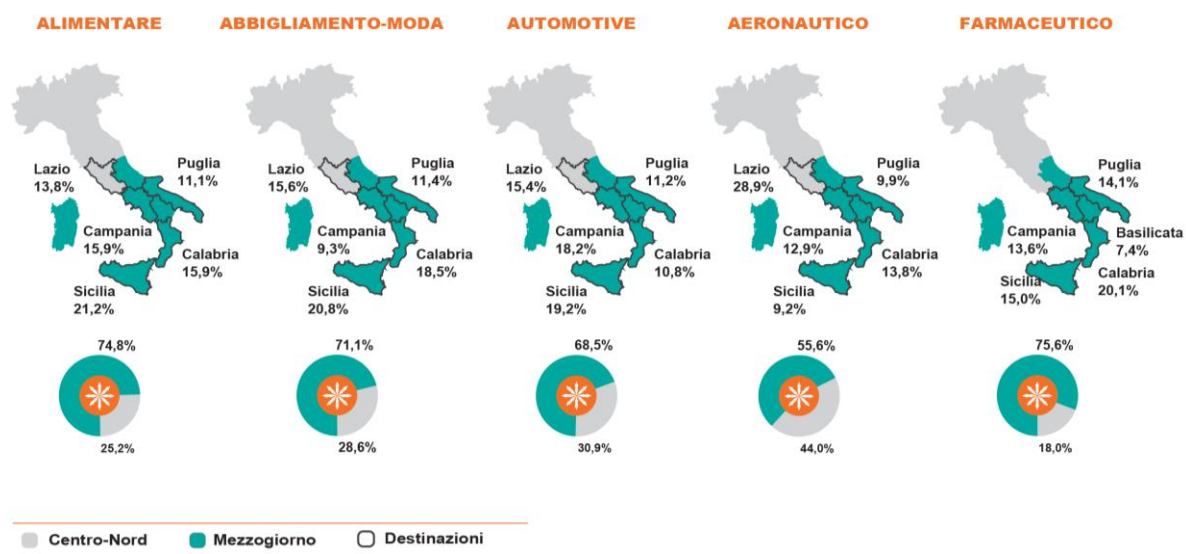 ALIMENTARE
Lazio
13,8%
Puglia
11,1%
Campania
15,9%
Calabria
15,9%
Sicilia
21,2%
74,8%
25,2%
ABBIGLIAMENTO-MODA
Lazio
15,6%
Puglia
11,4%
Campania
9,3%
Calabria
18,5%
Sicilia
20,8%
71,1%
28,6%
AUTOMOTIVE
Lazio
15,4%
Puglia
11,2%
Campania
18,2%
Calabria
10,8%
Sicilia
19,2%
68,5%
30,9%
AERONAUTICO
Lazio
28,9%
Puglia
9,9%
Campania
12,9%
Calabria
13,8%
Sicilia
9,2%
55,6%
44,0%
FARMACEUTICO
Puglia
14,1%
Campania
13,6%
Basilicata
7,4%
Calabria
20,1%
Sicilia
15,0%
75,6%
18,0%
Centro-Nord
Mezzogiorno
Destinazioni